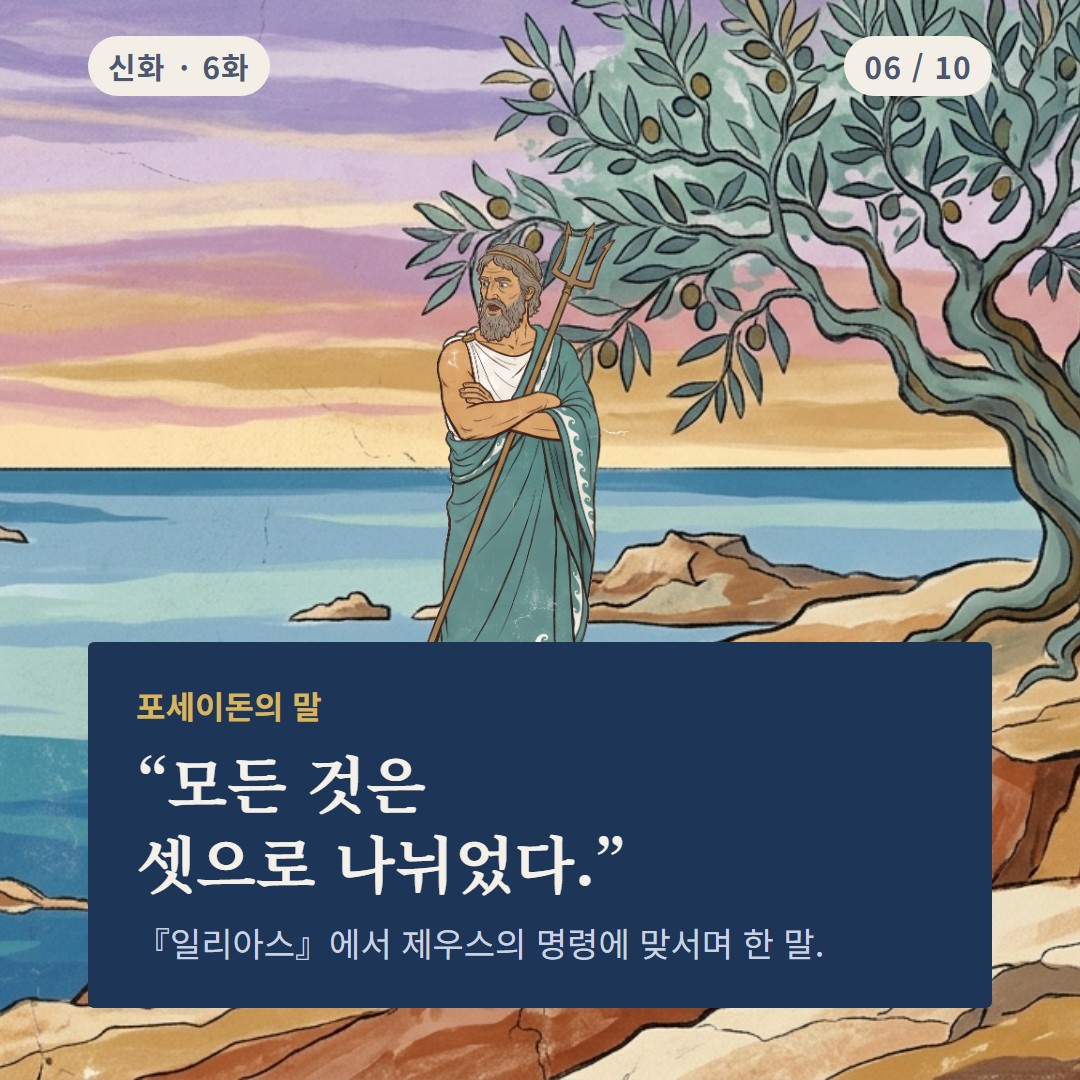 신화 · 6화
06 / 10
포세이돈의 말
“모든 것은
셋으로 나뉘었다.”
『일리아스』에서 제우스의 명령에 맞서며 한 말.